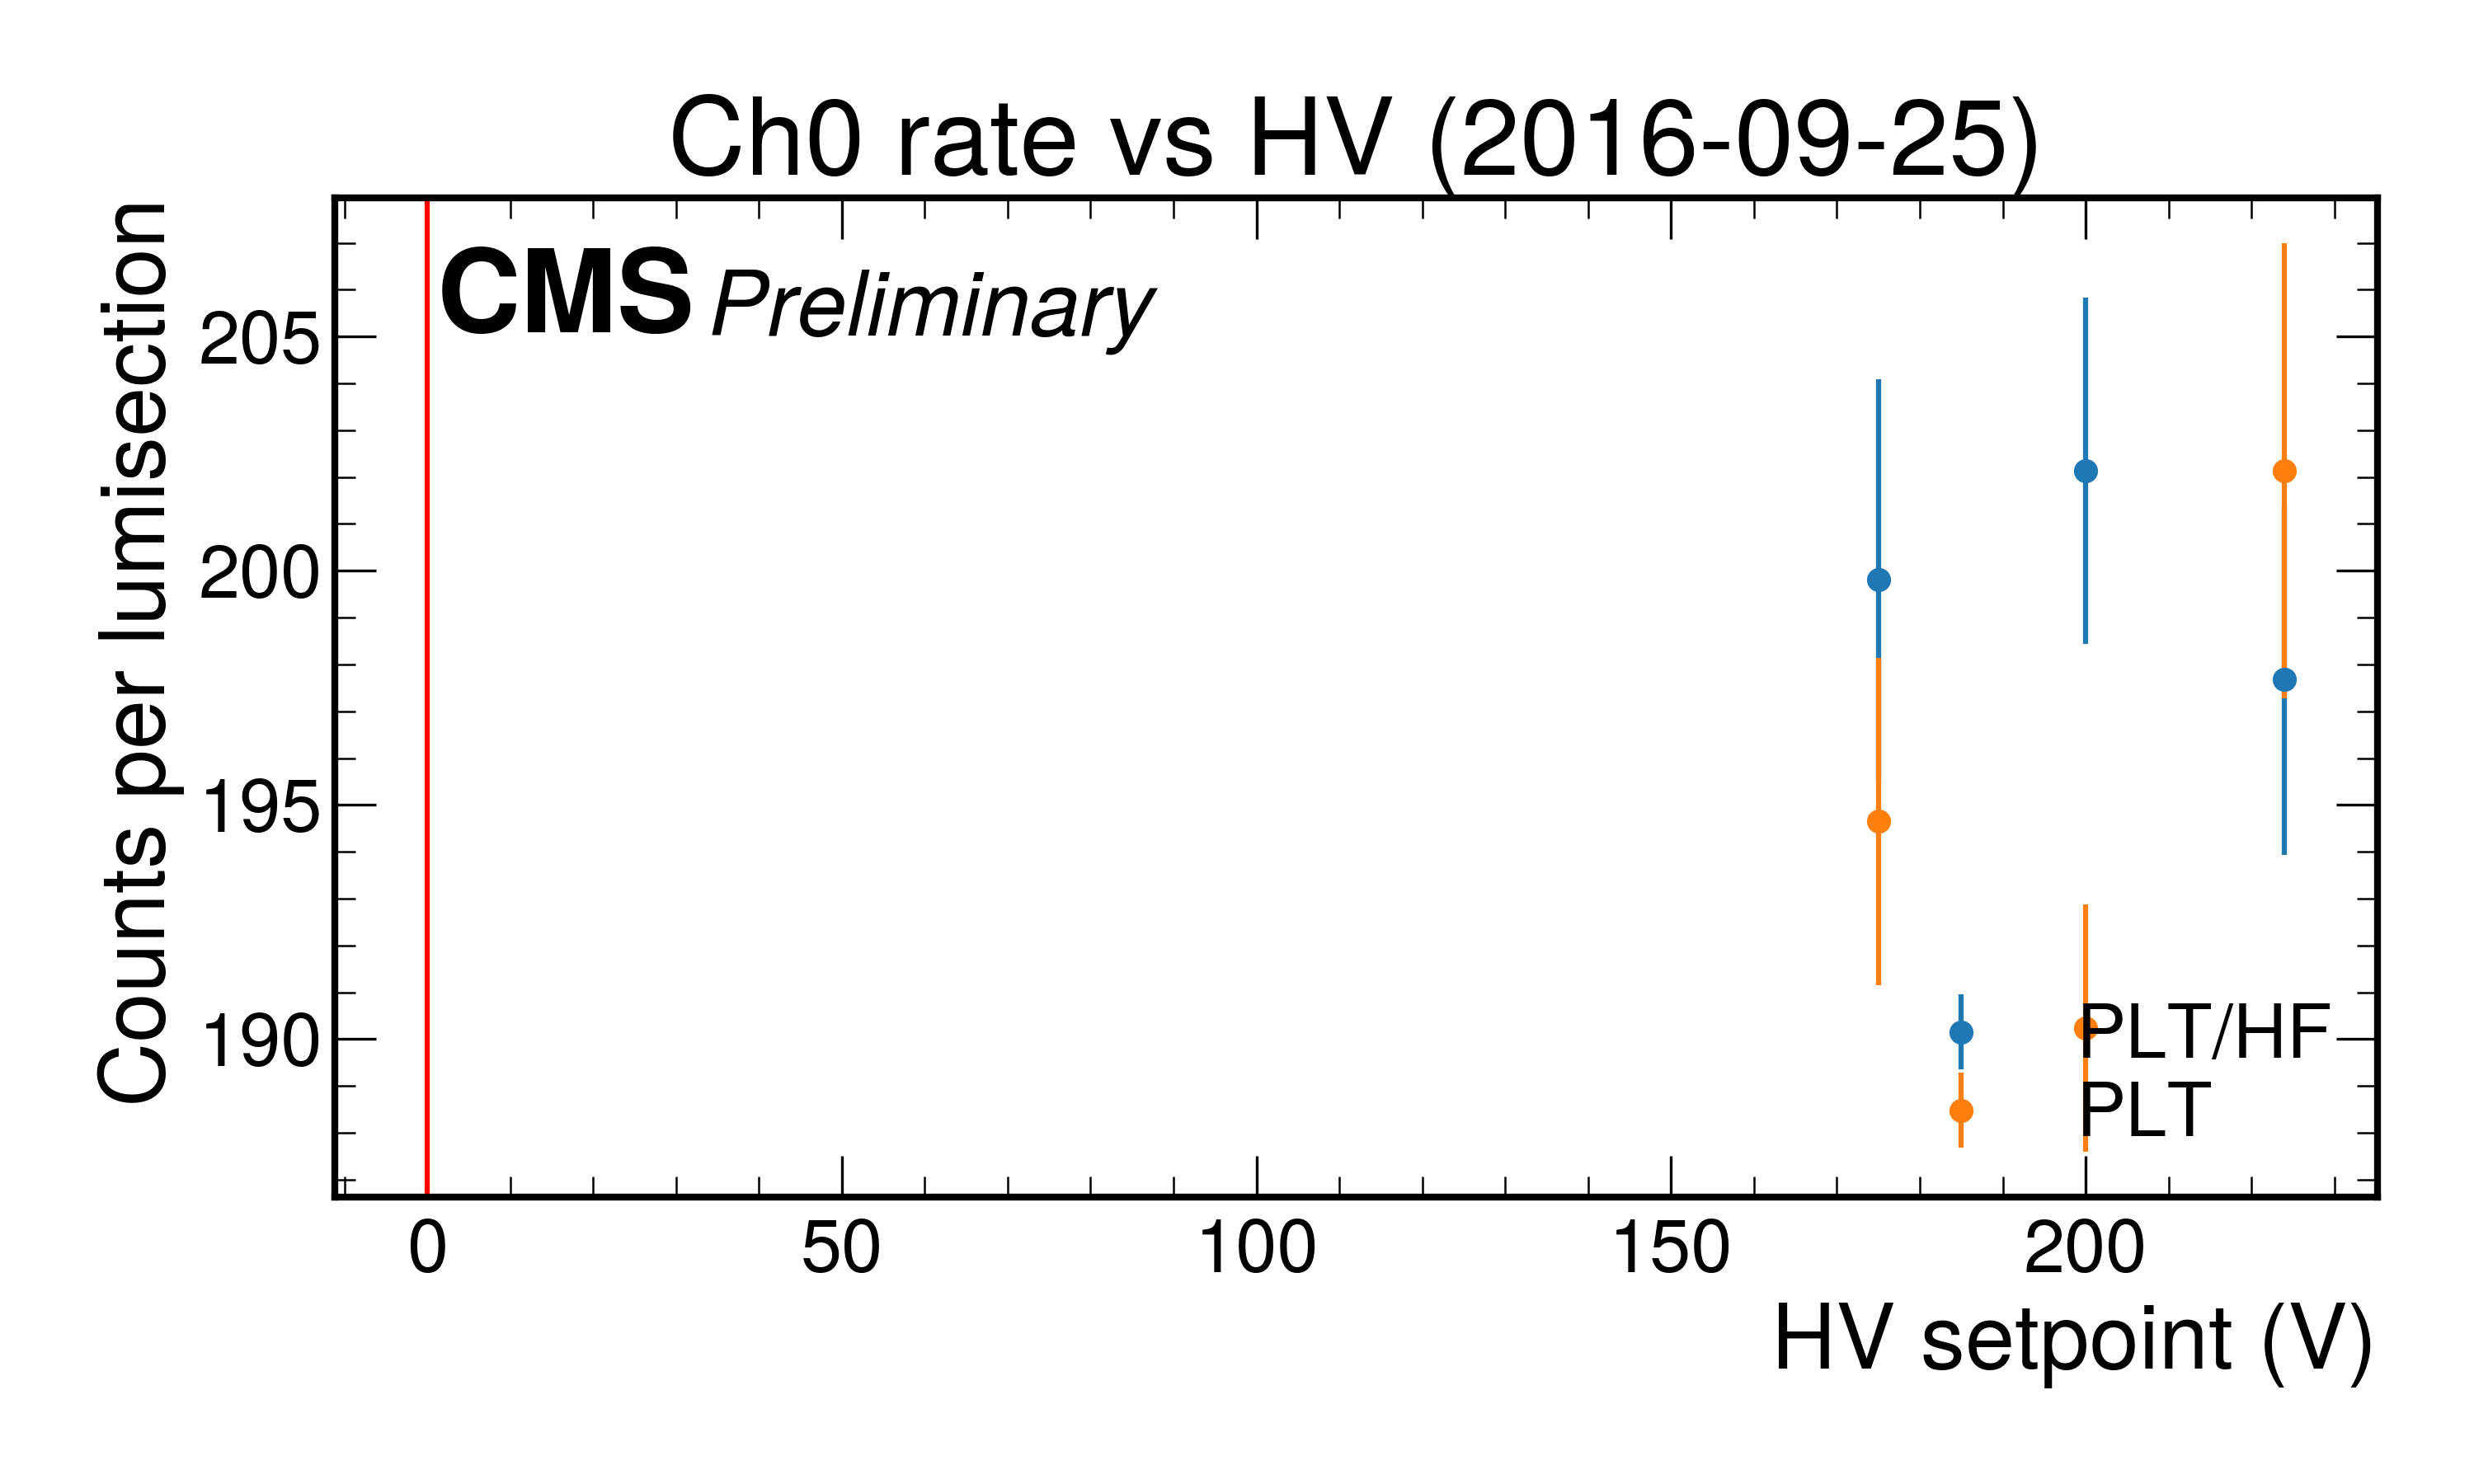 Ch0 rate vs HV (2016-09-25)
CMS Preliminary
Counts per lumisection
205
200
195
190
PLT/HF
PLT
0 50 100 150 200
HV setpoint (V)